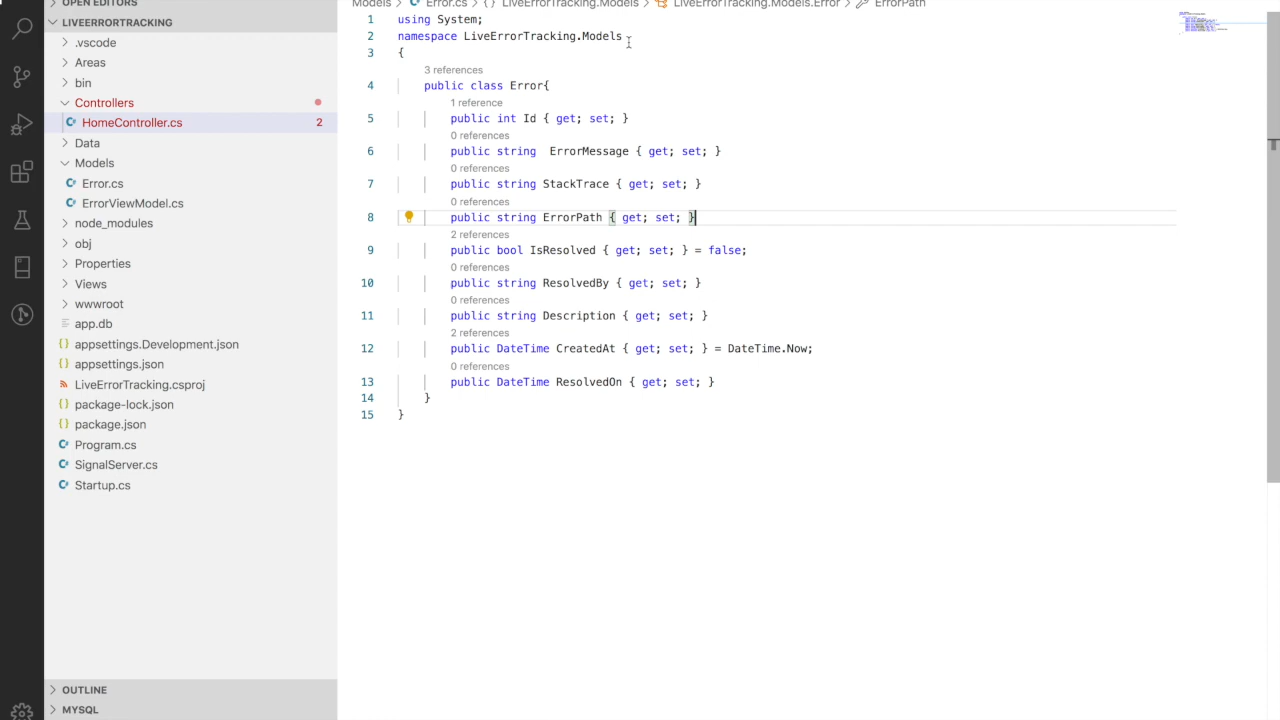 OPEN EDITORS
LIVEERRORTRACKING
.vscode
Areas
bin
Controllers
HomeController.cs 2
Data
Models
Error.cs
ErrorViewModel.cs
node_modules
obj
Properties
Views
wwwroot
app.db
appsettings.Development.json
appsettings.json
LiveErrorTracking.csproj
package-lock.json
package.json
Program.cs
SignalServer.cs
Startup.cs
OUTLINE
MYSQL
Models > Error.cs > {} LiveErrorTracking.Models > LiveErrorTracking.Models.Error > ErrorPath
1 using System;
2 namespace LiveErrorTracking.Models
3 {
3 references
4 public class Error{
1 reference
5 public int Id { get; set; }
0 references
6 public string  ErrorMessage { get; set; }
0 references
7 public string StackTrace { get; set; }
0 references
8 public string ErrorPath { get; set; }
2 references
9 public bool IsResolved { get; set; } = false;
0 references
10 public string ResolvedBy { get; set; }
0 references
11 public string Description { get; set; }
2 references
12 public DateTime CreatedAt { get; set; } = DateTime.Now;
0 references
13 public DateTime ResolvedOn { get; set; }
14 }
15 }